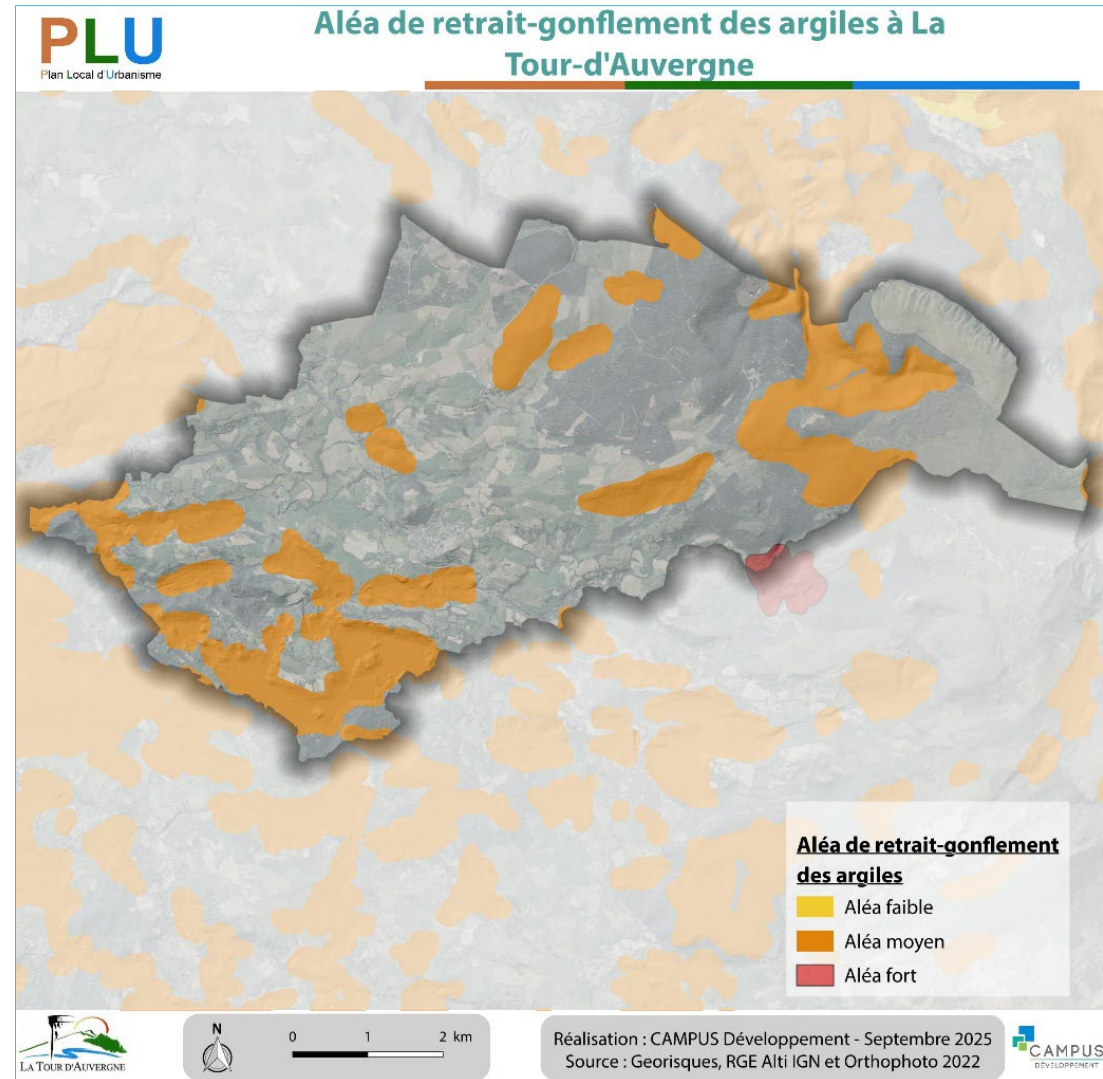 PLU
Plan Local d'Urbanisme
Aléa de retrait-gonflement des argiles à La
Tour-d'Auvergne
Aléa de retrait-gonflement
des argiles
Aléa faible
Aléa moyen
Aléa fort
LA TOUR D'AUVERGNE
N
0 1 2 km
Réalisation : CAMPUS Développement - Septembre 2025
Source : Georisques, RGE Alti IGN et Orthophoto 2022
CAMPUS
DÉVELOPPEMENT